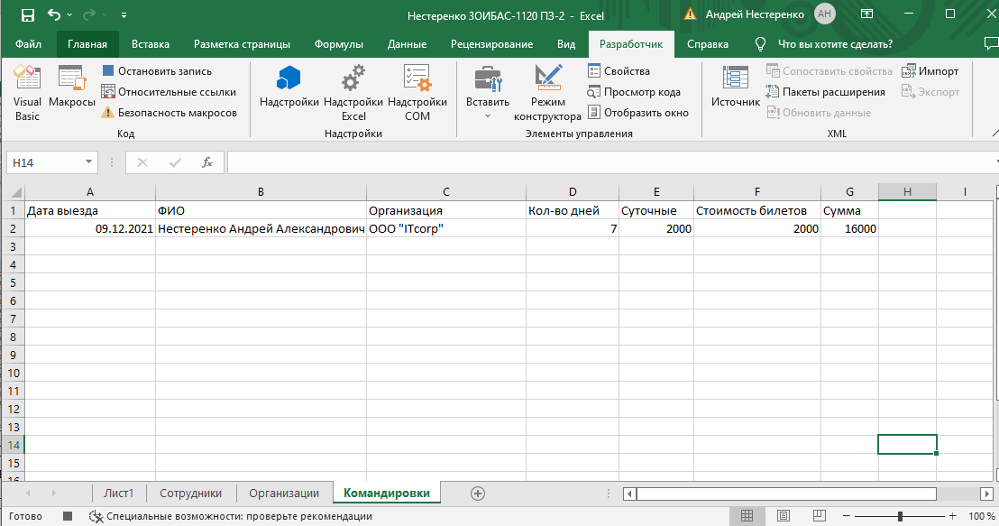 Нестеренко ЗОИБАС-1120 ПЗ-2 - Excel Андрей Нестеренко АН
Файл Главная Вставка Разметка страницы Формулы Данные Рецензирование Вид Разработчик Справка Что вы хотите сделать?
Visual Basic
Макросы
Остановить запись
Относительные ссылки
Безопасность макросов
Код
Надстройки
Надстройки Excel
Надстройки COM
Надстройки
Вставить
Режим конструктора
Свойства
Просмотр кода
Отобразить окно
Элементы управления
Источник
Сопоставить свойства
Пакеты расширения
Обновить данные
Импорт
Экспорт
XML
H14 fx
A B C D E F G H I
1 Дата выезда ФИО Организация Кол-во дней Суточные Стоимость билетов Сумма
2 09.12.2021 Нестеренко Андрей Александрович ООО "ITcorp" 7 2000 2000 16000
3
4
5
6
7
8
9
10
11
12
13
14
15
16
Лист1 Сотрудники Организации Командировки
Готово Специальные возможности: проверьте рекомендации 100 %